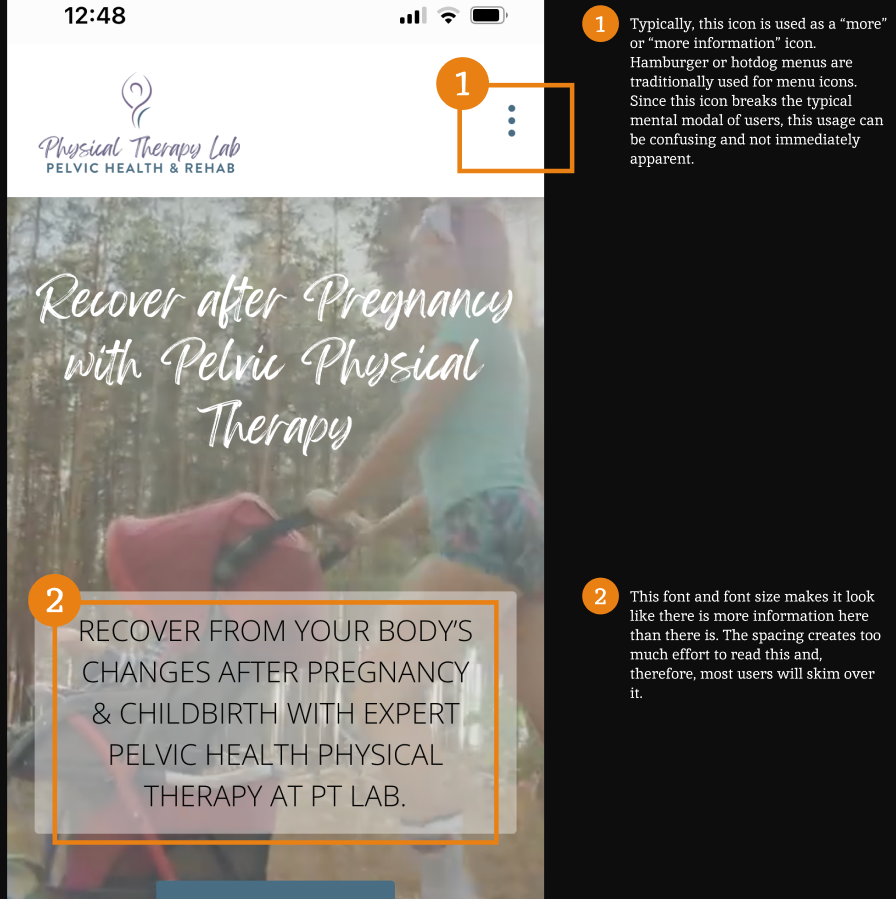 12:48
Physical Therapy Lab
PELVIC HEALTH & REHAB
1
Recover after Pregnancy
with Pelvic Physical
Therapy
2
RECOVER FROM YOUR BODY'S
CHANGES AFTER PREGNANCY
& CHILDBIRTH WITH EXPERT
PELVIC HEALTH PHYSICAL
THERAPY AT PT LAB.
1
Typically, this icon is used as a “more”
or “more information” icon.
Hamburger or hotdog menus are
traditionally used for menu icons.
Since this icon breaks the typical
mental modal of users, this usage can
be confusing and not immediately
apparent.
2
This font and font size makes it look
like there is more information here
than there is. The spacing creates too
much effort to read this and,
therefore, most users will skim over
it.